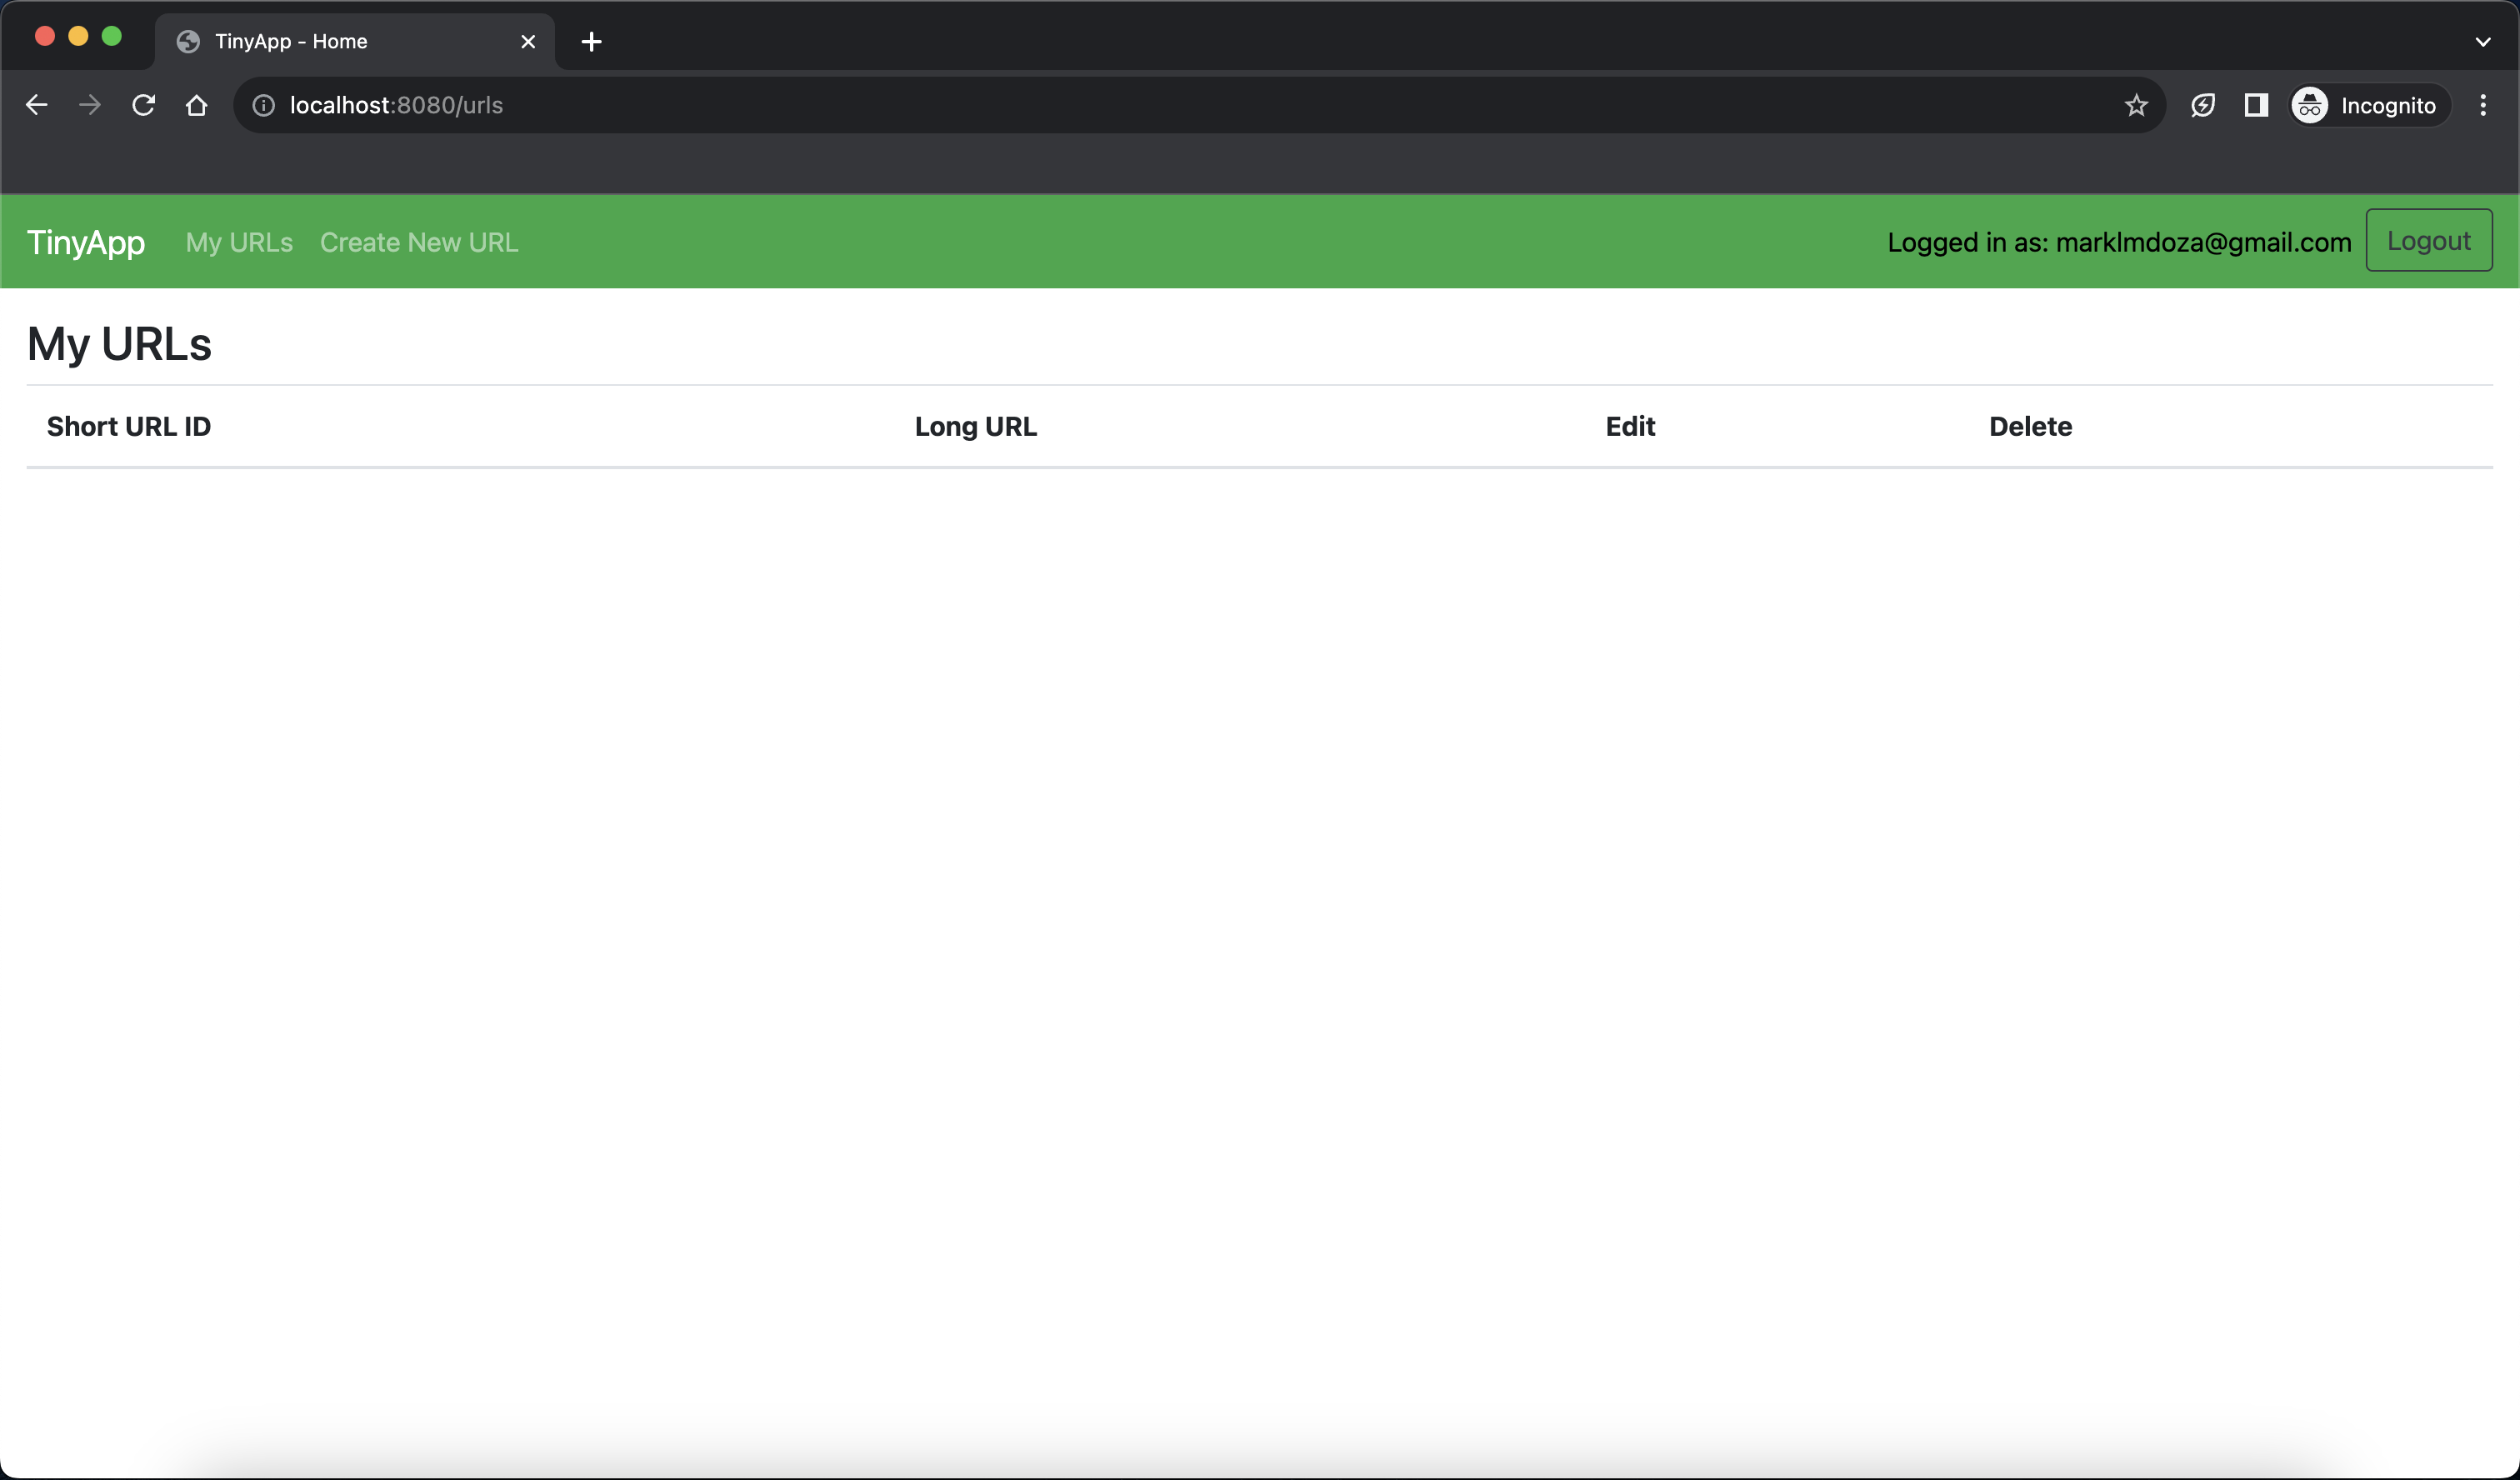 TinyApp - Home
localhost:8080/urls
Incognito
TinyApp My URLs Create New URL Logged in as: marklmdoza@gmail.com Logout
My URLs
Short URL ID Long URL Edit Delete